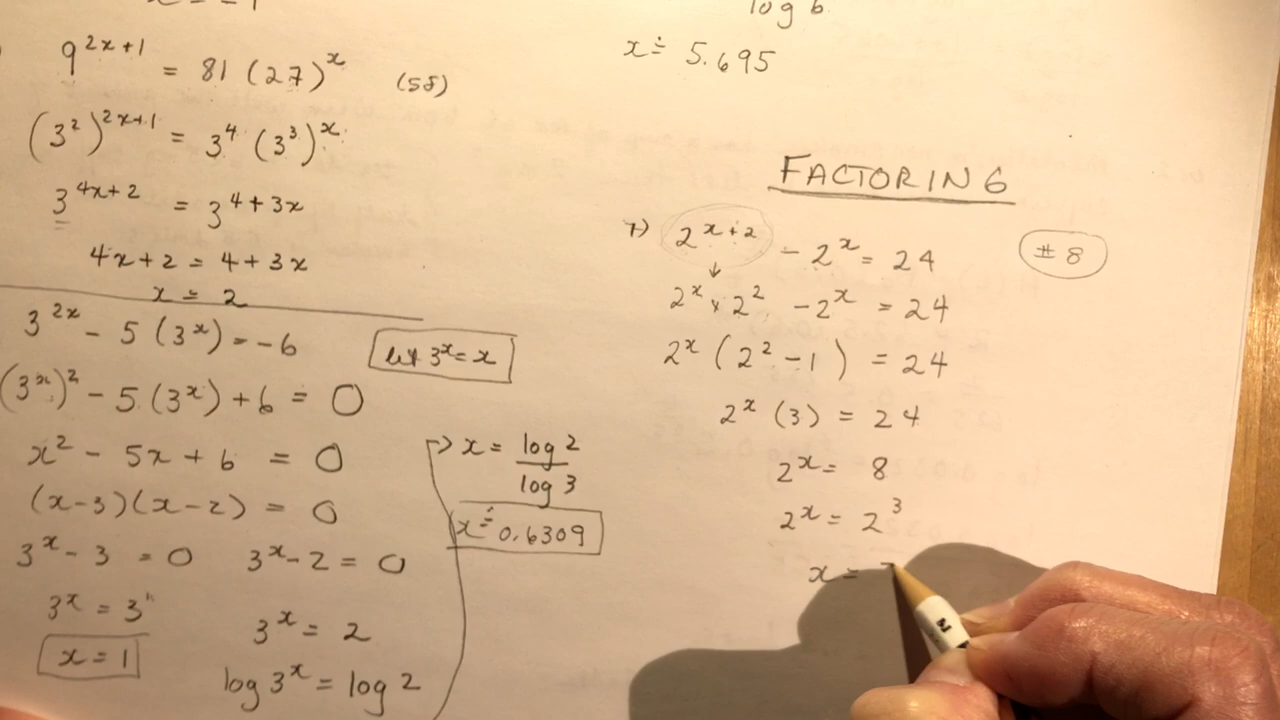 9^{2x+1} = 81 (27)^x (58)
(3^2)^{2x+1} = 3^4 (3^3)^x
3^{4x+2} = 3^{4+3x}
4x+2 = 4+3x
x = 2
3^{2x} - 5 (3^x) = -6
let 3^x = x
(3^x)^2 - 5 (3^x) + 6 = 0
x^2 - 5x + 6 = 0
(x-3)(x-2) = 0
3^x - 3 = 0 3^x - 2 = 0
3^x = 3^1
x = 1
3^x = 2
log 3^x = log 2
→ x = log 2 / log 3
x ≐ 0.6309
log 6
x ≐ 5.695
FACTORING
7) 2^{x+2} - 2^x = 24 # 8
↓
2^x × 2^2 - 2^x = 24
2^x (2^2 - 1) = 24
2^x (3) = 24
2^x = 8
2^x = 2^3
x =